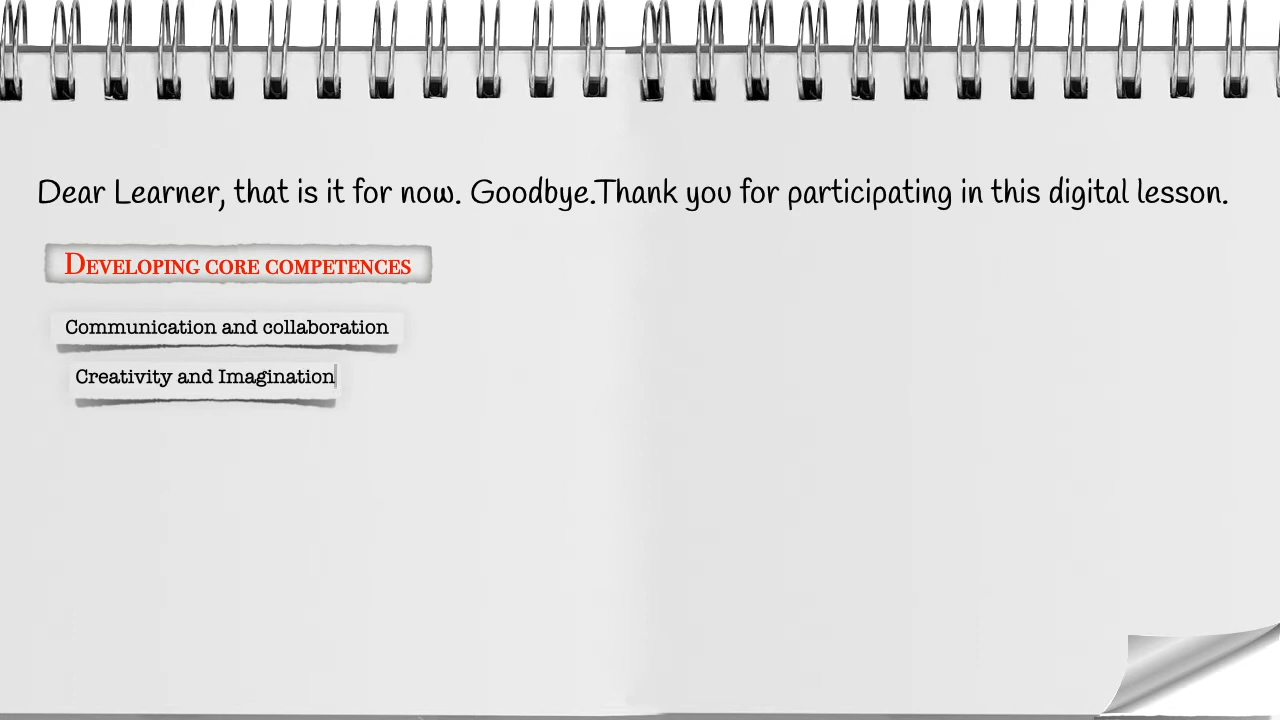 Dear Learner, that is it for now. Goodbye.Thank you for participating in this digital lesson.
DEVELOPING CORE COMPETENCES
Communication and collaboration
Creativity and Imagination